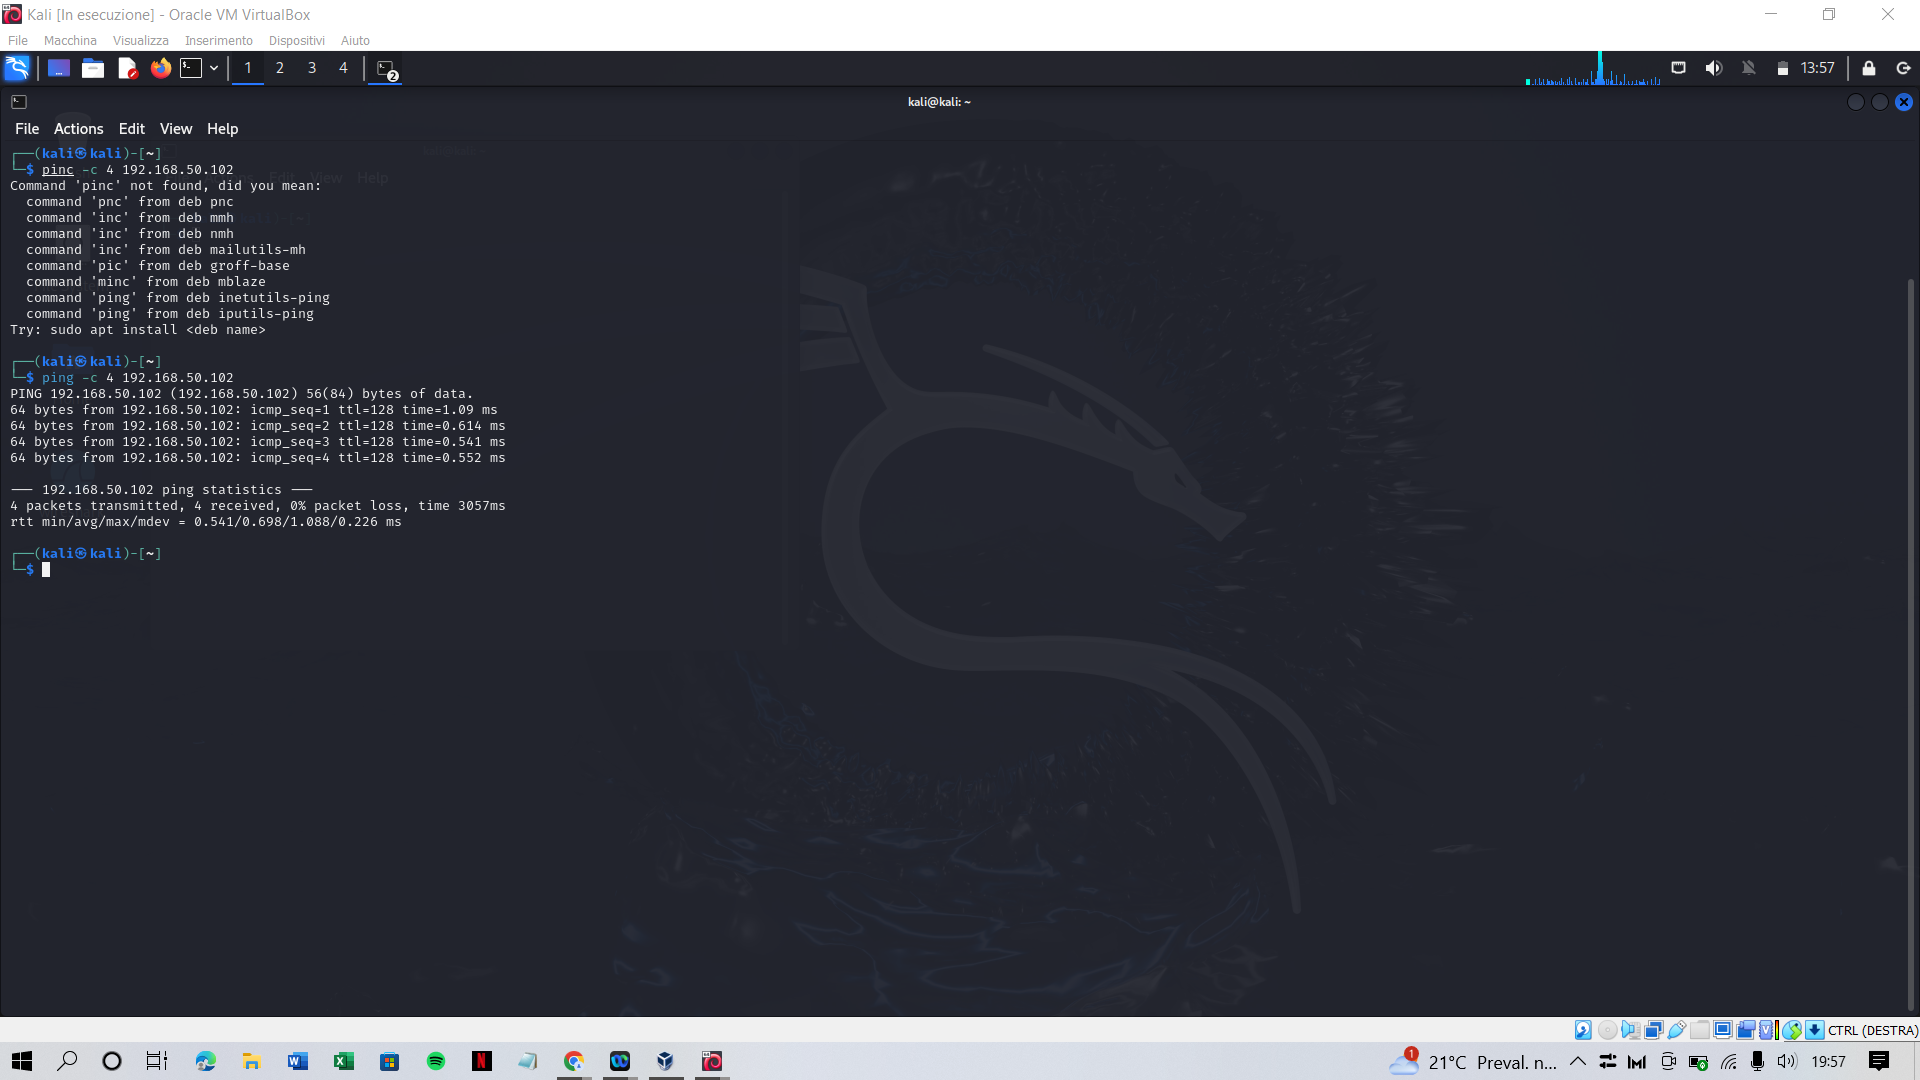 Kali [In esecuzione] - Oracle VM VirtualBox
File Macchina Visualizza Inserimento Dispositivi Aiuto
1 2 3 4 2 13:57
kali@kali: ~
File Actions Edit View Help
┌──(kali㉿kali)-[~]
└─$ pinc -c 4 192.168.50.102
Command 'pinc' not found, did you mean:
  command 'pnc' from deb pnc
  command 'inc' from deb mmh
  command 'inc' from deb nmh
  command 'inc' from deb mailutils-mh
  command 'pic' from deb groff-base
  command 'minc' from deb mblaze
  command 'ping' from deb inetutils-ping
  command 'ping' from deb iputils-ping
Try: sudo apt install <deb name>
┌──(kali㉿kali)-[~]
└─$ ping -c 4 192.168.50.102
PING 192.168.50.102 (192.168.50.102) 56(84) bytes of data.
64 bytes from 192.168.50.102: icmp_seq=1 ttl=128 time=1.09 ms
64 bytes from 192.168.50.102: icmp_seq=2 ttl=128 time=0.614 ms
64 bytes from 192.168.50.102: icmp_seq=3 ttl=128 time=0.541 ms
64 bytes from 192.168.50.102: icmp_seq=4 ttl=128 time=0.552 ms
--- 192.168.50.102 ping statistics ---
4 packets transmitted, 4 received, 0% packet loss, time 3057ms
rtt min/avg/max/mdev = 0.541/0.698/1.088/0.226 ms
┌──(kali㉿kali)-[~]
└─$
CTRL (DESTRA)
1 21°C Preval. n... 19:57